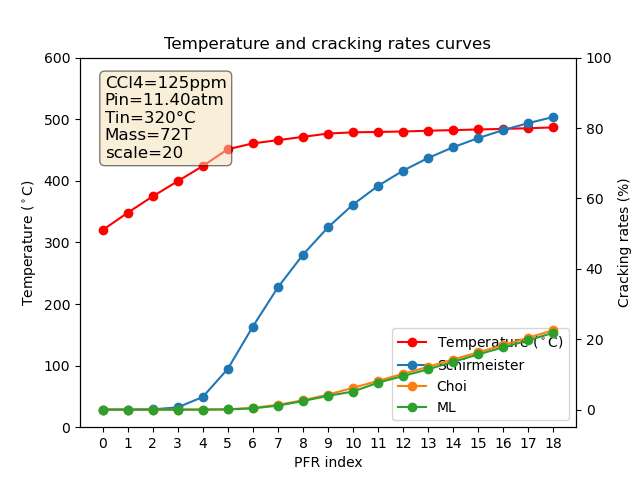 Temperature and cracking rates curves
CCl4=125ppm
Pin=11.40atm
Tin=320°C
Mass=72T
scale=20
Temperature (°C)
600
500
400
300
200
100
0
Cracking rates (%)
100
80
60
40
20
0
Temperature (°C)
Schirmeister
Choi
ML
0 1 2 3 4 5 6 7 8 9 10 11 12 13 14 15 16 17 18
PFR index